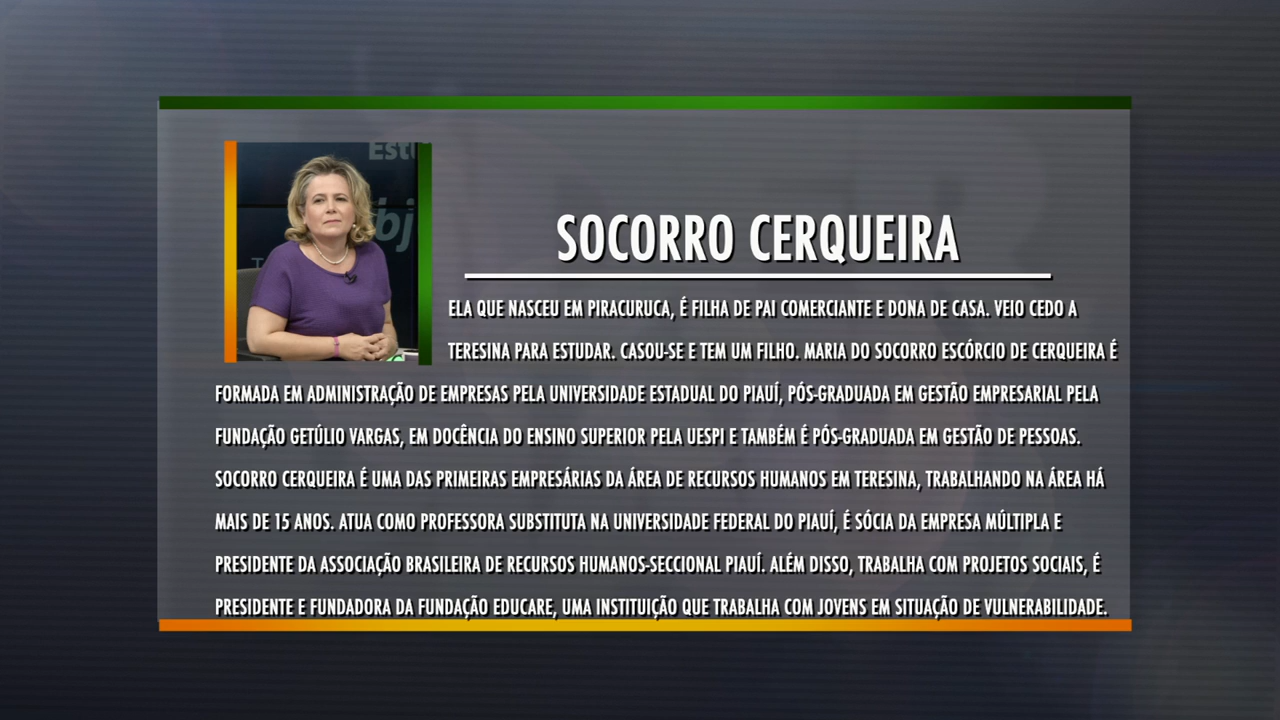 SOCORRO CERQUEIRA
ELA QUE NASCEU EM PIRACURUCA, É FILHA DE PAI COMERCIANTE E DONA DE CASA. VEIO CEDO A
TERESINA PARA ESTUDAR. CASOU-SE E TEM UM FILHO. MARIA DO SOCORRO ESCÓRCIO DE CERQUEIRA É
FORMADA EM ADMINISTRAÇÃO DE EMPRESAS PELA UNIVERSIDADE ESTADUAL DO PIAUÍ, PÓS-GRADUADA EM GESTÃO EMPRESARIAL PELA
FUNDAÇÃO GETÚLIO VARGAS, EM DOCÊNCIA DO ENSINO SUPERIOR PELA UESPI E TAMBÉM É PÓS-GRADUADA EM GESTÃO DE PESSOAS.
SOCORRO CERQUEIRA É UMA DAS PRIMEIRAS EMPRESÁRIAS DA ÁREA DE RECURSOS HUMANOS EM TERESINA, TRABALHANDO NA ÁREA HÁ
MAIS DE 15 ANOS. ATUA COMO PROFESSORA SUBSTITUTA NA UNIVERSIDADE FEDERAL DO PIAUÍ, É SÓCIA DA EMPRESA MÚLTIPLA E
PRESIDENTE DA ASSOCIAÇÃO BRASILEIRA DE RECURSOS HUMANOS-SECCIONAL PIAUÍ. ALÉM DISSO, TRABALHA COM PROJETOS SOCIAIS, É
PRESIDENTE E FUNDADORA DA FUNDAÇÃO EDUCARE, UMA INSTITUIÇÃO QUE TRABALHA COM JOVENS EM SITUAÇÃO DE VULNERABILIDADE.